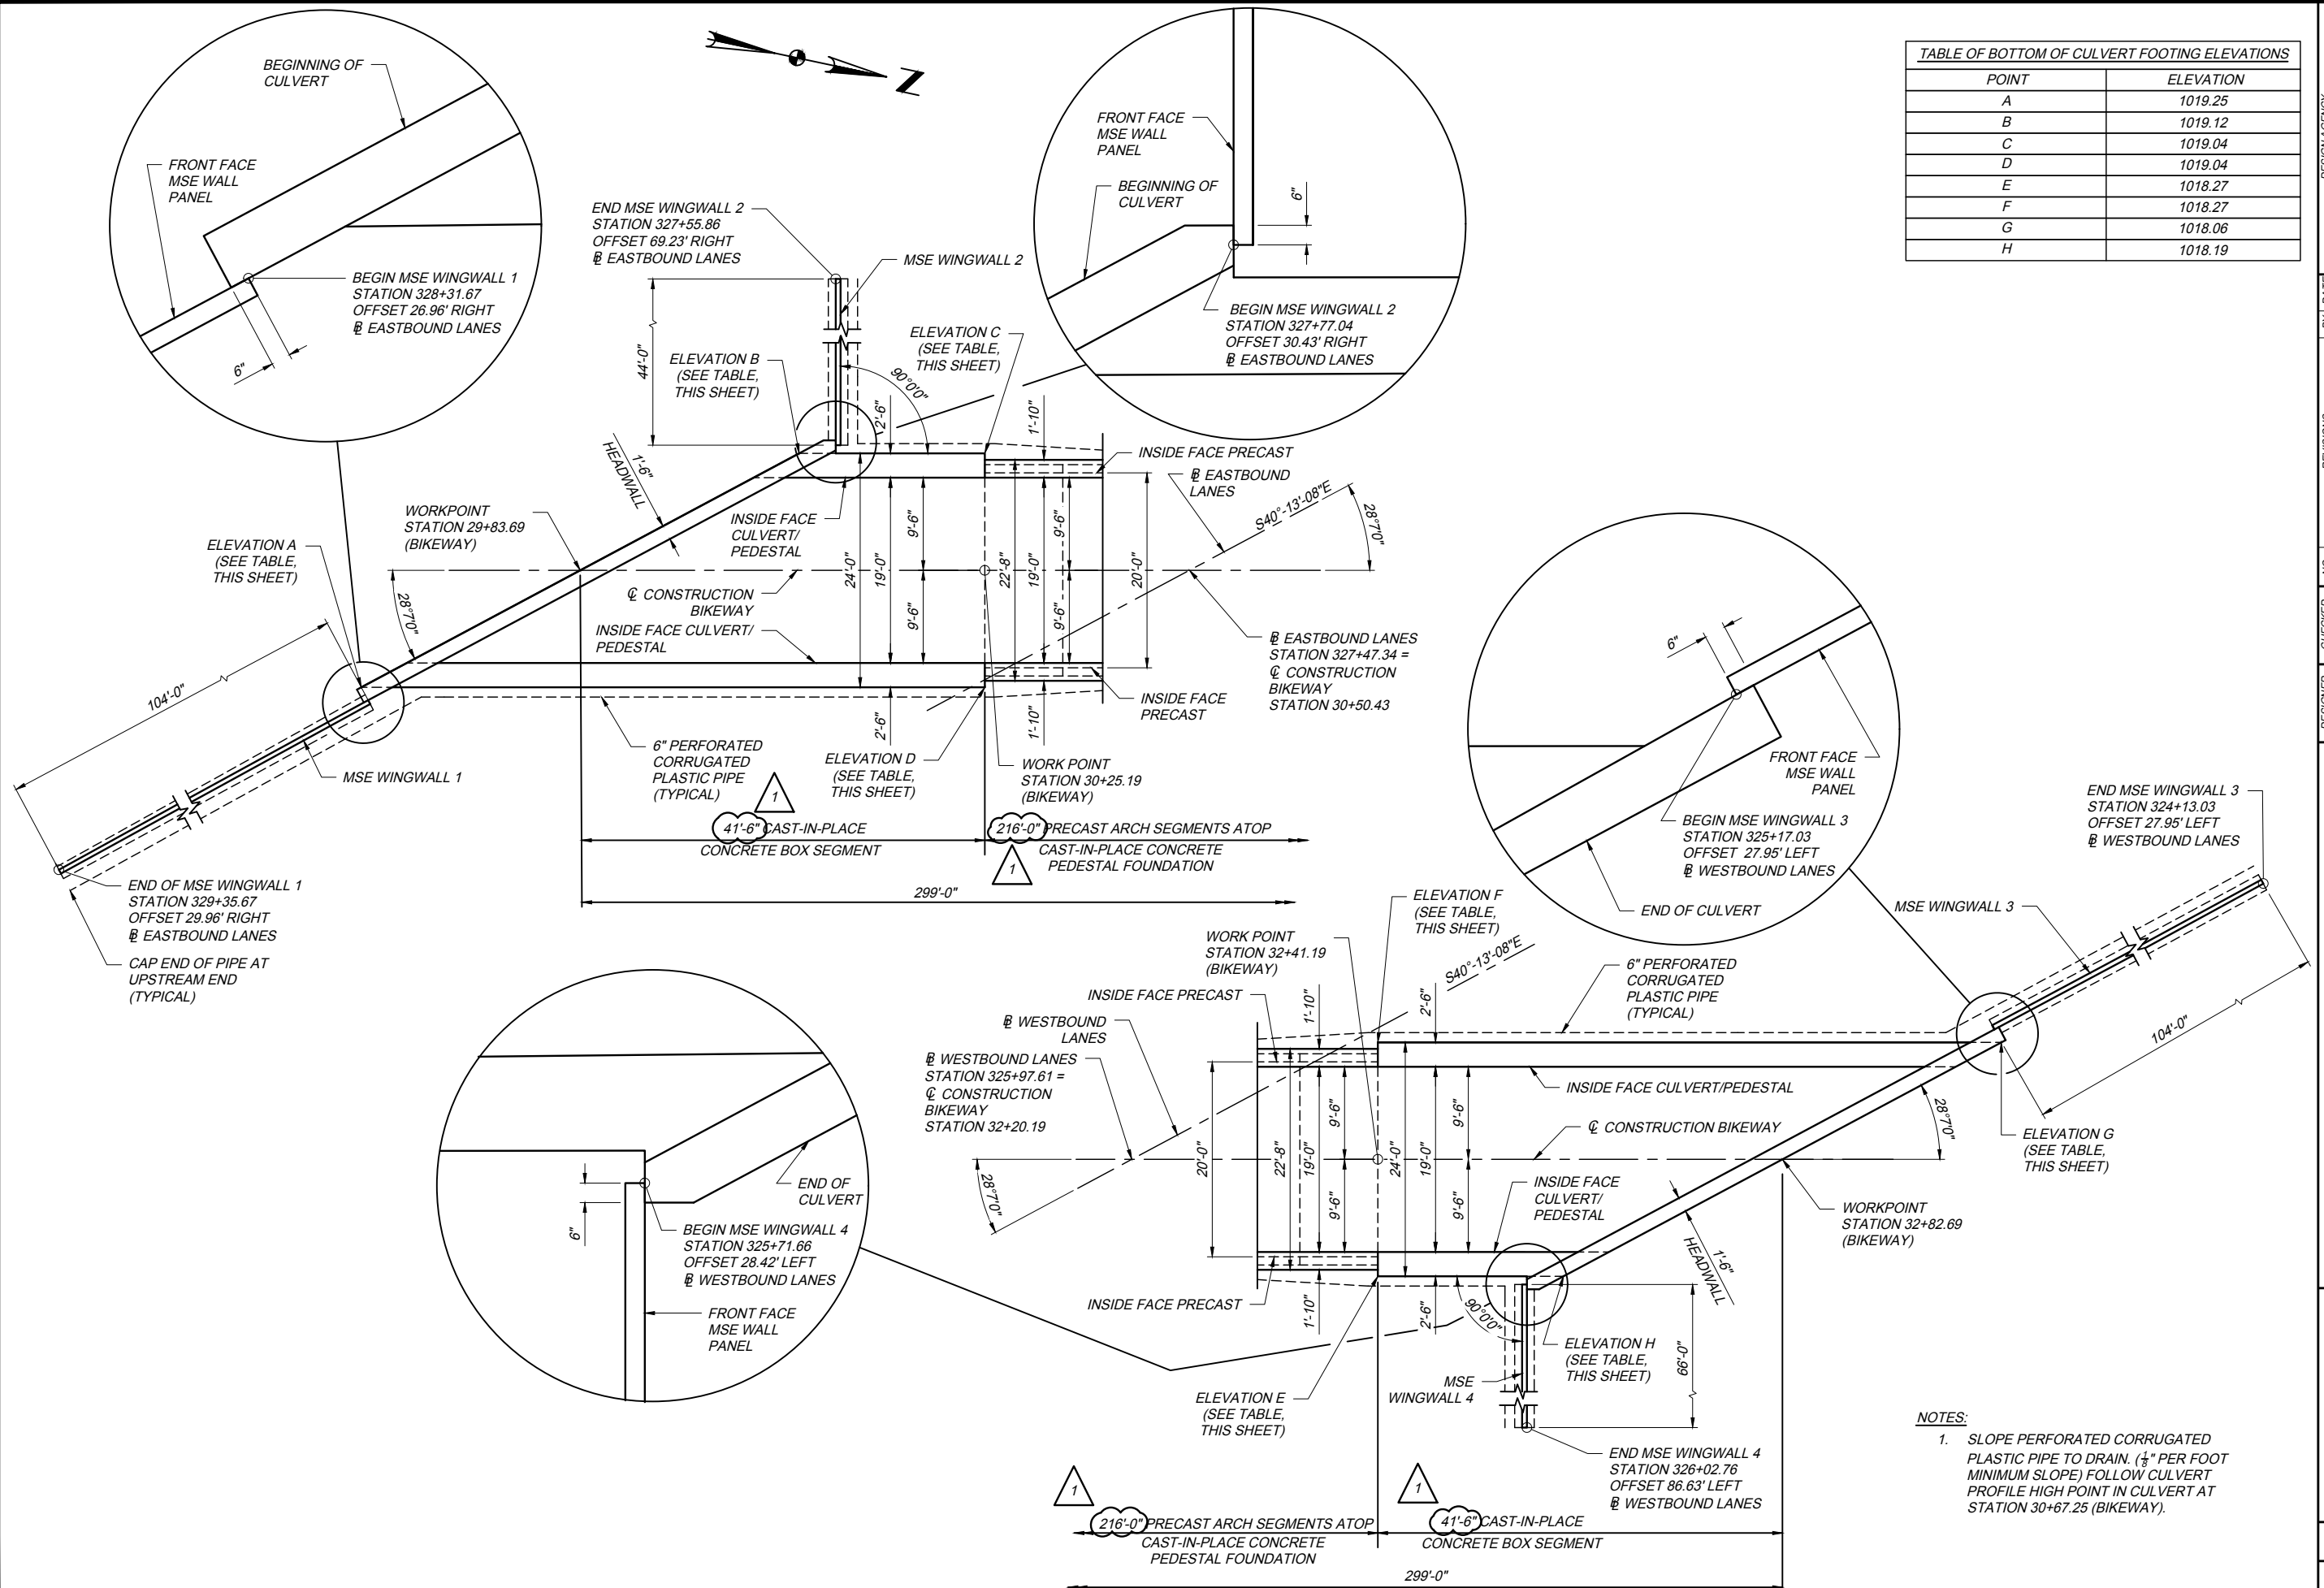 BEGINNING OF
CULVERT
FRONT FACE
MSE WALL
PANEL
BEGIN MSE WINGWALL 1
STATION 328+31.67
OFFSET 26.96' RIGHT
℄ EASTBOUND LANES
6"
N
FRONT FACE
MSE WALL
PANEL
BEGINNING OF
CULVERT
6"
BEGIN MSE WINGWALL 2
STATION 327+77.04
OFFSET 30.43' RIGHT
BL EASTBOUND LANES
TABLE OF BOTTOM OF CULVERT FOOTING ELEVATIONS
POINT ELEVATION
A 1019.25
B 1019.12
C 1019.04
D 1019.04
E 1018.27
F 1018.27
G 1018.06
H 1018.19
END MSE WINGWALL 2
STATION 327+55.86
OFFSET 69.23' RIGHT
BL EASTBOUND LANES
MSE WINGWALL 2
44'-0"
ELEVATION B
(SEE TABLE,
THIS SHEET)
ELEVATION C
(SEE TABLE,
THIS SHEET)
90°0'0"
2'-6"
1'-10"
INSIDE FACE PRECAST
BL EASTBOUND
LANES
S40°-13'-08"E
28°7'0"
1'-6"
HEADWALL
WORKPOINT
STATION 29+83.69
(BIKEWAY)
INSIDE FACE
CULVERT/
PEDESTAL
ELEVATION A
(SEE TABLE,
THIS SHEET)
28°7'0"
℄ CONSTRUCTION
BIKEWAY
INSIDE FACE CULVERT/
PEDESTAL
24'-0"
19'-0"
9'-6"
9'-6"
22'-8"
19'-0"
9'-6"
9'-6"
20'-0"
BL EASTBOUND LANES
STATION 327+47.34 =
℄ CONSTRUCTION
BIKEWAY
STATION 30+50.43
INSIDE FACE
PRECAST
104'-0"
MSE WINGWALL 1
6" PERFORATED
CORRUGATED
PLASTIC PIPE
(TYPICAL)
2'-6"
1'-10"
ELEVATION D
(SEE TABLE,
THIS SHEET)
WORK POINT
STATION 30+25.19
(BIKEWAY)
1
41'-6" CAST-IN-PLACE
CONCRETE BOX SEGMENT
216'-0" PRECAST ARCH SEGMENTS ATOP
CAST-IN-PLACE CONCRETE
PEDESTAL FOUNDATION
1
299'-0"
END OF MSE WINGWALL 1
STATION 329+35.67
OFFSET 29.96' RIGHT
BL EASTBOUND LANES
CAP END OF PIPE AT
UPSTREAM END
(TYPICAL)
6"
FRONT FACE
MSE WALL
PANEL
BEGIN MSE WINGWALL 3
STATION 325+17.03
OFFSET 27.95' LEFT
BL WESTBOUND LANES
END OF CULVERT
END MSE WINGWALL 3
STATION 324+13.03
OFFSET 27.95' LEFT
BL WESTBOUND LANES
MSE WINGWALL 3
104'-0"
ELEVATION F
(SEE TABLE,
THIS SHEET)
WORK POINT
STATION 32+41.19
(BIKEWAY)
S40°-13'-08"E
INSIDE FACE PRECAST
1'-10"
2'-6"
6" PERFORATED
CORRUGATED
PLASTIC PIPE
(TYPICAL)
BL WESTBOUND
LANES
BL WESTBOUND LANES
STATION 325+97.61 =
℄ CONSTRUCTION
BIKEWAY
STATION 32+20.19
INSIDE FACE CULVERT/PEDESTAL
℄ CONSTRUCTION BIKEWAY
20'-0"
22'-8"
19'-0"
9'-6"
9'-6"
24'-0"
19'-0"
9'-6"
9'-6"
28°7'0"
28°7'0"
ELEVATION G
(SEE TABLE,
THIS SHEET)
INSIDE FACE
CULVERT/
PEDESTAL
WORKPOINT
STATION 32+82.69
(BIKEWAY)
1'-6"
HEADWALL
INSIDE FACE PRECAST
1'-10"
2'-6"
90°0'0"
ELEVATION H
(SEE TABLE,
THIS SHEET)
66'-0"
MSE
WINGWALL 4
ELEVATION E
(SEE TABLE,
THIS SHEET)
END MSE WINGWALL 4
STATION 326+02.76
OFFSET 86.63' LEFT
BL WESTBOUND LANES
END OF
CULVERT
6"
BEGIN MSE WINGWALL 4
STATION 325+71.66
OFFSET 28.42' LEFT
BL WESTBOUND LANES
FRONT FACE
MSE WALL
PANEL
1
1
216'-0" PRECAST ARCH SEGMENTS ATOP
CAST-IN-PLACE CONCRETE
PEDESTAL FOUNDATION
41'-6" CAST-IN-PLACE
CONCRETE BOX SEGMENT
299'-0"
NOTES:
1. SLOPE PERFORATED CORRUGATED
PLASTIC PIPE TO DRAIN. (1/8" PER FOOT
MINIMUM SLOPE) FOLLOW CULVERT
PROFILE HIGH POINT IN CULVERT AT
STATION 30+67.25 (BIKEWAY).